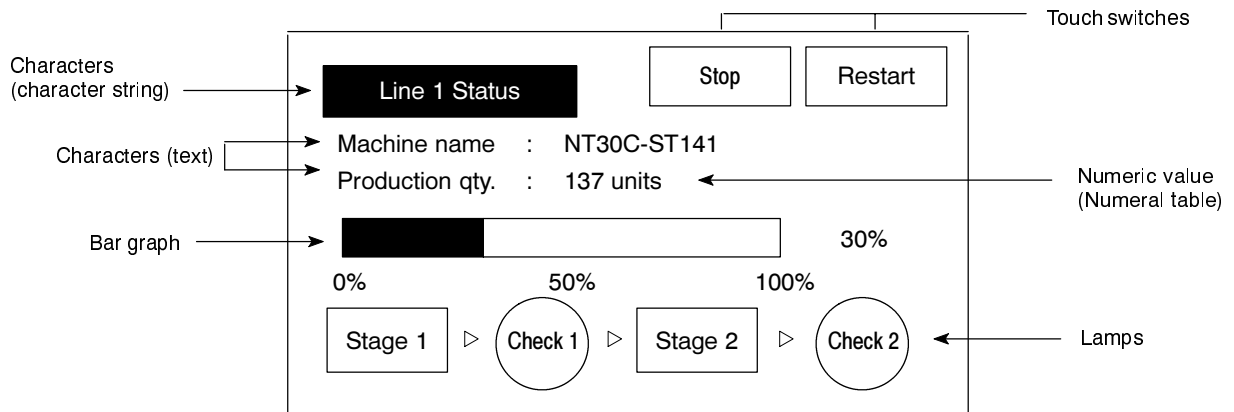 Touch switches
Characters
(character string)
Stop
Restart
Line 1 Status
Characters (text)
Machine name : NT30C-ST141
Production qty. : 137 units
Numeric value
(Numeral table)
Bar graph
30%
0% 50% 100%
Stage 1
Check 1
Stage 2
Check 2
Lamps